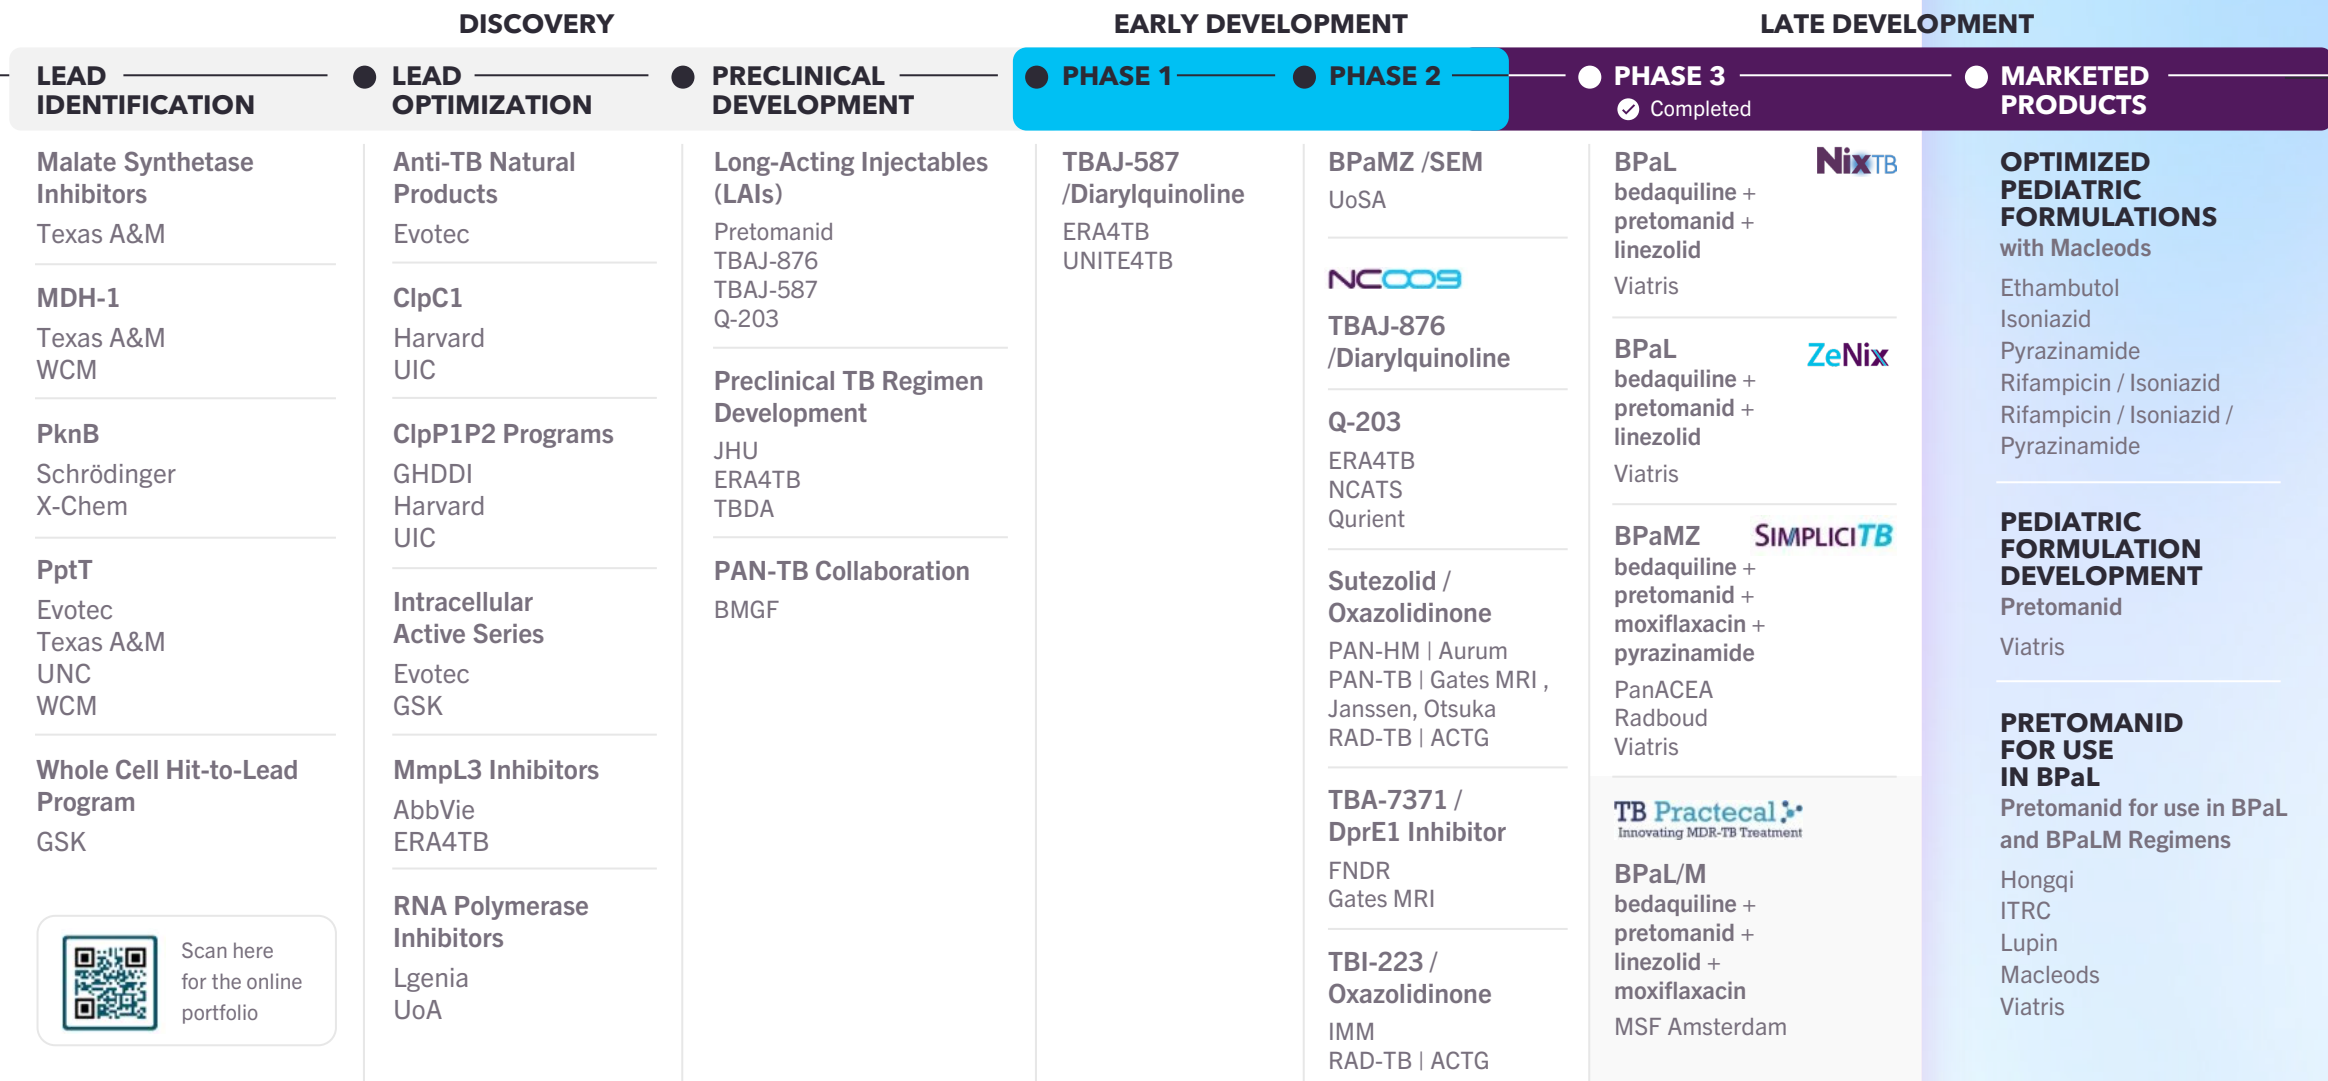 DISCOVERY
EARLY DEVELOPMENT
LATE DEVELOPMENT
LEAD
IDENTIFICATION
LEAD
OPTIMIZATION
PRECLINICAL
DEVELOPMENT
PHASE 1
PHASE 2
PHASE 3
Completed
MARKETED
PRODUCTS
Malate Synthetase
Inhibitors
Texas A&M
MDH-1
Texas A&M
WCM
PknB
Schrödinger
X-Chem
PptT
Evotec
Texas A&M
UNC
WCM
Whole Cell Hit-to-Lead
Program
GSK
Scan here
for the online
portfolio
Anti-TB Natural
Products
Evotec
ClpC1
Harvard
UIC
ClpP1P2 Programs
GHDDI
Harvard
UIC
Intracellular
Active Series
Evotec
GSK
MmpL3 Inhibitors
AbbVie
ERA4TB
RNA Polymerase
Inhibitors
Lgenia
UoA
Long-Acting Injectables
(LAIs)
Pretomanid
TBAJ-876
TBAJ-587
Q-203
Preclinical TB Regimen
Development
JHU
ERA4TB
TBDA
PAN-TB Collaboration
BMGF
TBAJ-587
/Diarylquinoline
ERA4TB
UNITE4TB
BPaMZ /SEM
UoSA
NC009
TBAJ-876
/Diarylquinoline
Q-203
ERA4TB
NCATS
Qurient
Sutezolid /
Oxazolidinone
PAN-HM | Aurum
PAN-TB | Gates MRI ,
Janssen, Otsuka
RAD-TB | ACTG
TBA-7371 /
DprE1 Inhibitor
FNDR
Gates MRI
TBI-223 /
Oxazolidinone
IMM
RAD-TB | ACTG
BPaL
NixTB
bedaquiline +
pretomanid +
linezolid
Viatris
BPaL
ZeNix
bedaquiline +
pretomanid +
linezolid
Viatris
BPaMZ
SIMPLICITB
bedaquiline +
pretomanid +
moxiflaxacin +
pyrazinamide
PanACEA
Radboud
Viatris
TB Practecal
Innovating MDR-TB Treatment
BPaL/M
bedaquiline +
pretomanid +
linezolid +
moxiflaxacin
MSF Amsterdam
OPTIMIZED
PEDIATRIC
FORMULATIONS
with Macleods
Ethambutol
Isoniazid
Pyrazinamide
Rifampicin / Isoniazid
Rifampicin / Isoniazid /
Pyrazinamide
PEDIATRIC
FORMULATION
DEVELOPMENT
Pretomanid
Viatris
PRETOMANID
FOR USE
IN BPaL
Pretomanid for use in BPaL
and BPaLM Regimens
Hongqi
ITRC
Lupin
Macleods
Viatris